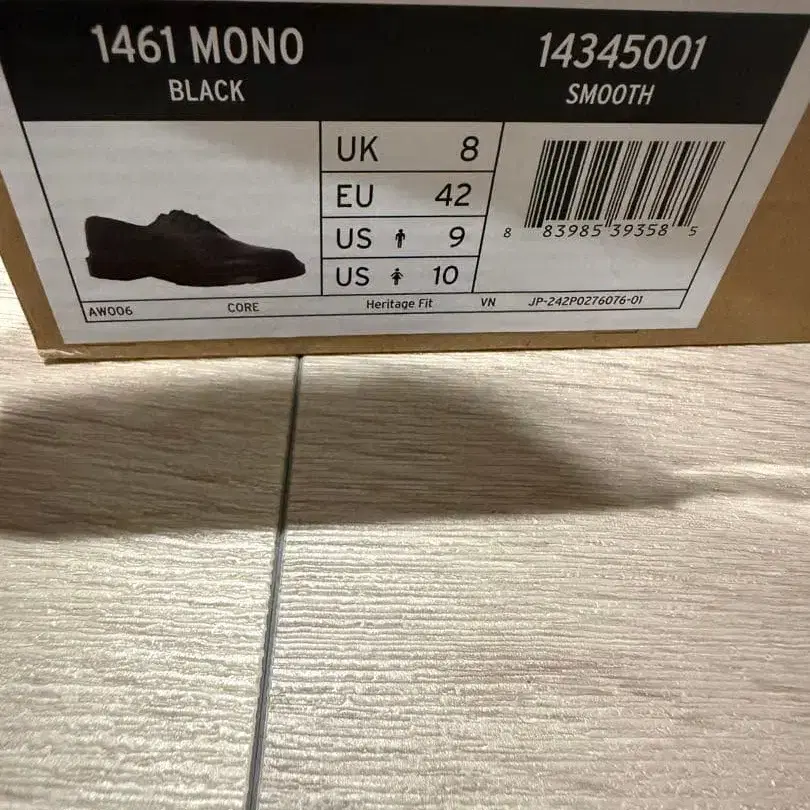 1461 MONO
BLACK
14345001
SMOOTH
UK 8
EU 42
US 9
US 10
8 83985 39358 5
AW006 CORE Heritage Fit VN JP-242P0276076-01